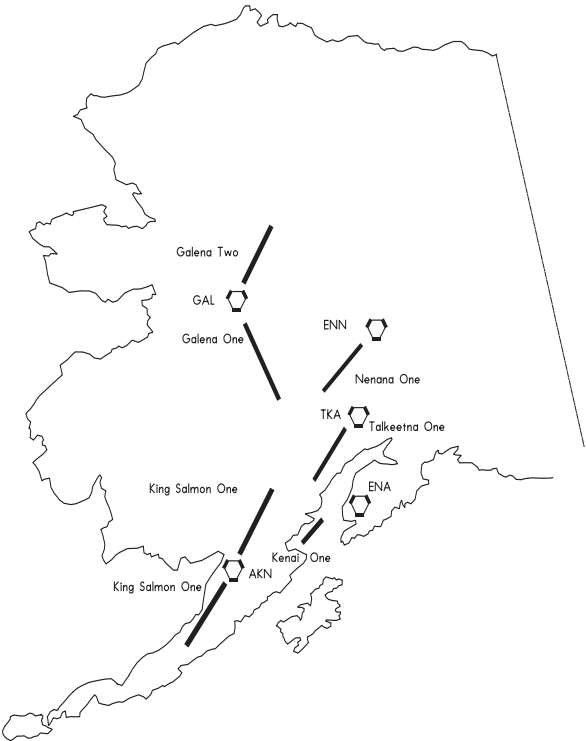 Galena Two
GAL
ENN
Galena One
Nenana One
TKA
Talkeetna One
King Salmon One
ENA
Kenai One
AKN
King Salmon One